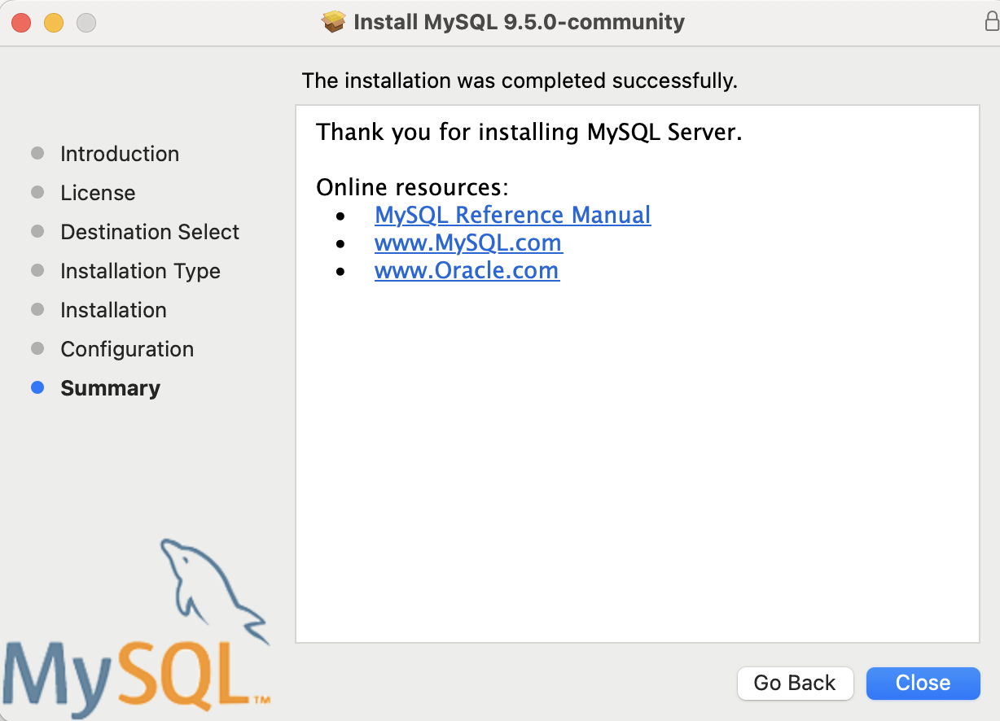 Install MySQL 9.5.0-community
The installation was completed successfully.
Introduction
License
Destination Select
Installation Type
Installation
Configuration
Summary
Thank you for installing MySQL Server.
Online resources:
• MySQL Reference Manual
• www.MySQL.com
• www.Oracle.com
MySQL™
Go Back
Close